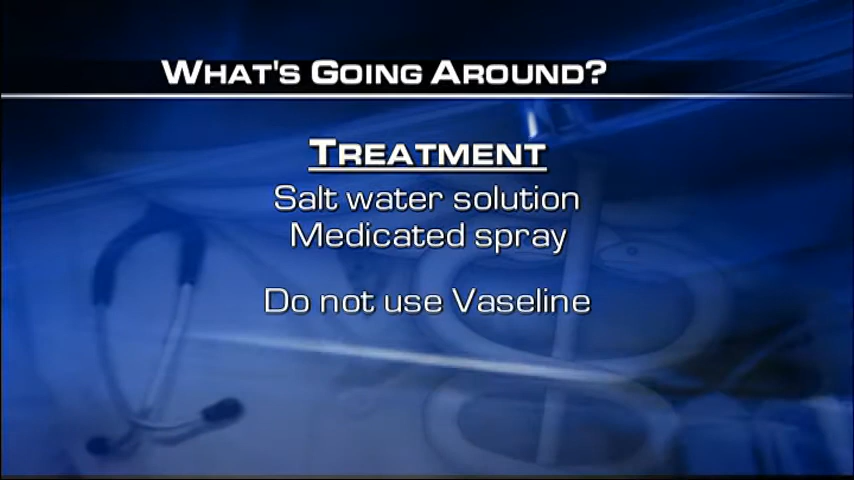 WHAT'S GOING AROUND?
TREATMENT
Salt water solution
Medicated spray
Do not use Vaseline